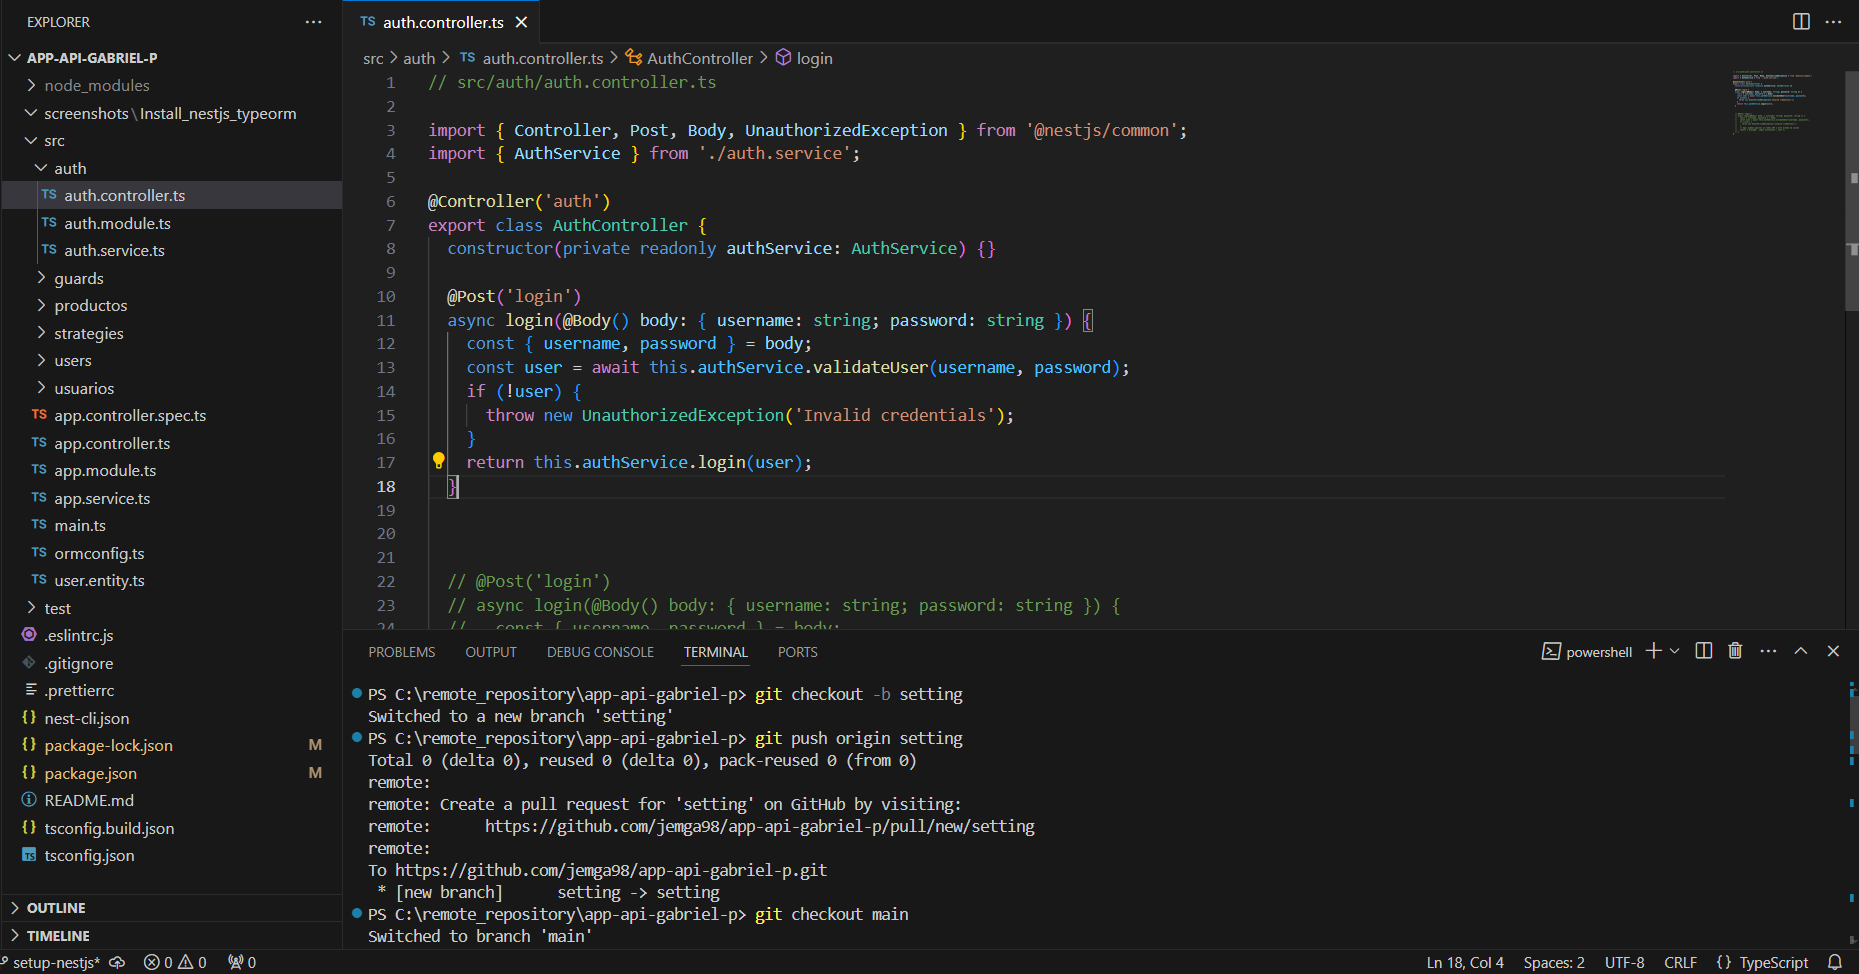 EXPLORER
APP-API-GABRIEL-P
node_modules
screenshots\Install_nestjs_typeorm
src
auth
TS auth.controller.ts
TS auth.module.ts
TS auth.service.ts
guards
productos
strategies
users
usuarios
TS app.controller.spec.ts
TS app.controller.ts
TS app.module.ts
TS app.service.ts
TS main.ts
TS ormconfig.ts
TS user.entity.ts
test
.eslintrc.js
.gitignore
.prettierrc
{} nest-cli.json
{} package-lock.json M
{} package.json M
README.md
{} tsconfig.build.json
TS tsconfig.json
OUTLINE
TIMELINE
TS auth.controller.ts
src > auth > TS auth.controller.ts > AuthController > login
1 // src/auth/auth.controller.ts
2
3 import { Controller, Post, Body, UnauthorizedException } from '@nestjs/common';
4 import { AuthService } from './auth.service';
5
6 @Controller('auth')
7 export class AuthController {
8 constructor(private readonly authService: AuthService) {}
9
10 @Post('login')
11 async login(@Body() body: { username: string; password: string }) {
12 const { username, password } = body;
13 const user = await this.authService.validateUser(username, password);
14 if (!user) {
15 throw new UnauthorizedException('Invalid credentials');
16 }
17 return this.authService.login(user);
18 }
19
20
21
22 // @Post('login')
23 // async login(@Body() body: { username: string; password: string }) {
24 // const { username, password } = body;
PROBLEMS OUTPUT DEBUG CONSOLE TERMINAL PORTS powershell
PS C:\remote_repository\app-api-gabriel-p> git checkout -b setting
Switched to a new branch 'setting'
PS C:\remote_repository\app-api-gabriel-p> git push origin setting
Total 0 (delta 0), reused 0 (delta 0), pack-reused 0 (from 0)
remote:
remote: Create a pull request for 'setting' on GitHub by visiting:
remote: https://github.com/jemga98/app-api-gabriel-p/pull/new/setting
remote:
To https://github.com/jemga98/app-api-gabriel-p.git
* [new branch] setting -> setting
PS C:\remote_repository\app-api-gabriel-p> git checkout main
Switched to branch 'main'
setup-nestjs* 0 0 0 Ln 18, Col 4 Spaces: 2 UTF-8 CRLF {} TypeScript